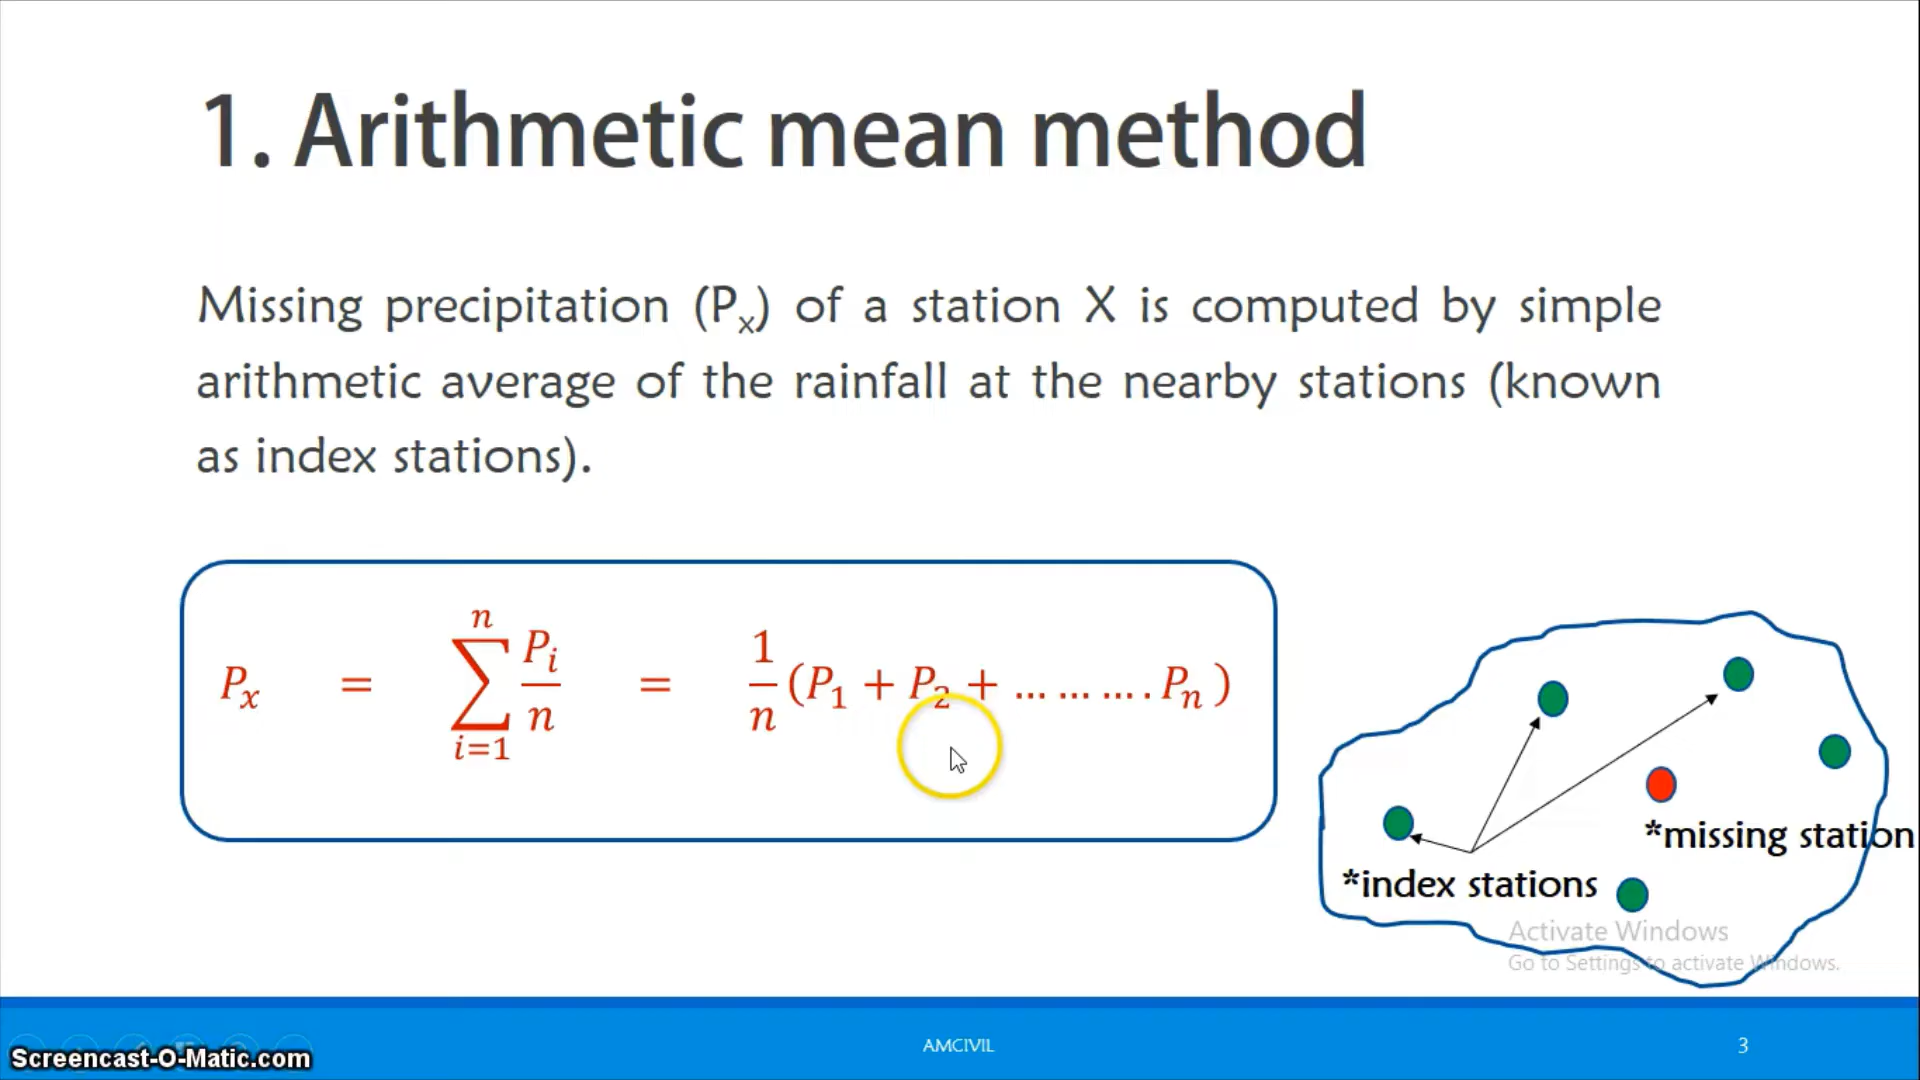 1. Arithmetic mean method
Missing precipitation (Pₓ) of a station X is computed by simple
arithmetic average of the rainfall at the nearby stations (known
as index stations).
Pₓ = ∑ᵢ₌₁ⁿ Pᵢ/n = 1/n (P₁ + P₂ + … … … . Pₙ )
*missing station
*index stations
Activate Windows
Go to Settings to activate Windows.
Screencast-O-Matic.com
AMCIVIL
3